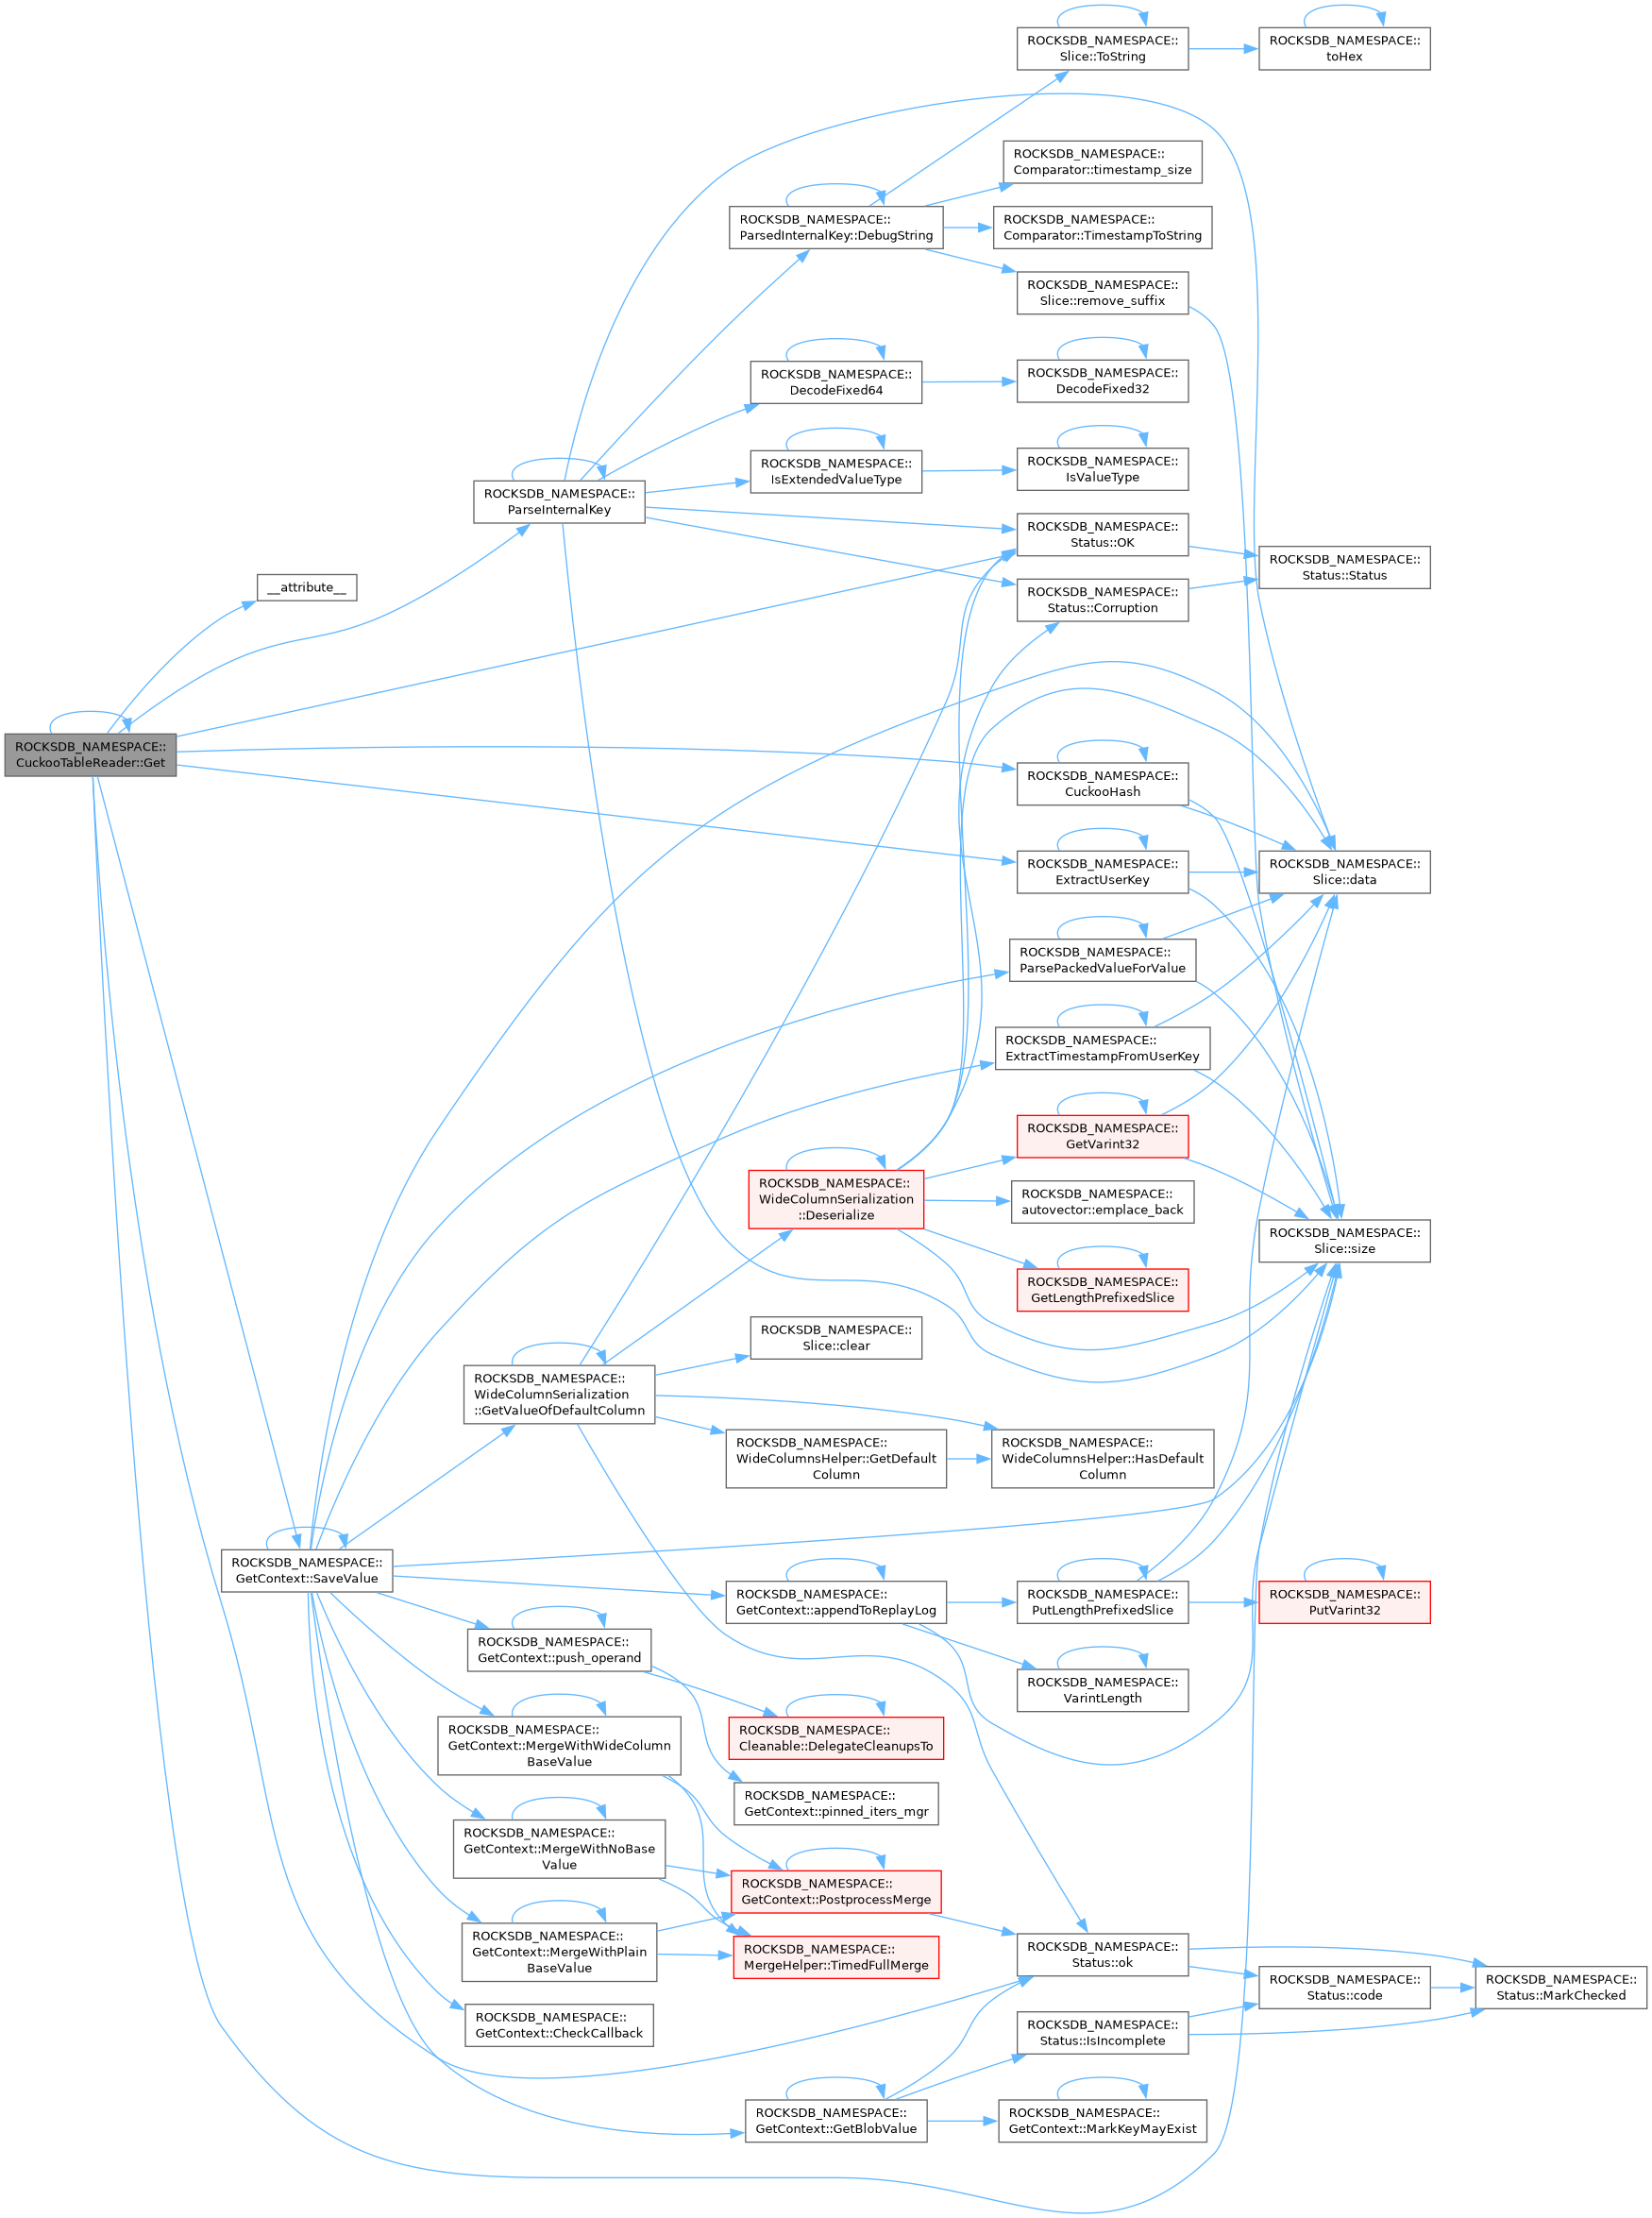 ROCKSDB_NAMESPACE::
CuckooTableReader::Get
__attribute__
ROCKSDB_NAMESPACE::
ParseInternalKey
ROCKSDB_NAMESPACE::
GetContext::SaveValue
ROCKSDB_NAMESPACE::
WideColumnSerialization
::GetValueOfDefaultColumn
ROCKSDB_NAMESPACE::
GetContext::push_operand
ROCKSDB_NAMESPACE::
GetContext::MergeWithWideColumn
BaseValue
ROCKSDB_NAMESPACE::
GetContext::MergeWithNoBase
Value
ROCKSDB_NAMESPACE::
GetContext::MergeWithPlain
BaseValue
ROCKSDB_NAMESPACE::
GetContext::CheckCallback
ROCKSDB_NAMESPACE::
ParsedInternalKey::DebugString
ROCKSDB_NAMESPACE::
DecodeFixed64
ROCKSDB_NAMESPACE::
IsExtendedValueType
ROCKSDB_NAMESPACE::
WideColumnSerialization
::Deserialize
ROCKSDB_NAMESPACE::
Slice::clear
ROCKSDB_NAMESPACE::
WideColumnsHelper::GetDefault
Column
ROCKSDB_NAMESPACE::
GetContext::appendToReplayLog
ROCKSDB_NAMESPACE::
Cleanable::DelegateCleanupsTo
ROCKSDB_NAMESPACE::
GetContext::pinned_iters_mgr
ROCKSDB_NAMESPACE::
GetContext::PostprocessMerge
ROCKSDB_NAMESPACE::
MergeHelper::TimedFullMerge
ROCKSDB_NAMESPACE::
GetContext::GetBlobValue
ROCKSDB_NAMESPACE::
Slice::ToString
ROCKSDB_NAMESPACE::
Comparator::timestamp_size
ROCKSDB_NAMESPACE::
Comparator::TimestampToString
ROCKSDB_NAMESPACE::
Slice::remove_suffix
ROCKSDB_NAMESPACE::
DecodeFixed32
ROCKSDB_NAMESPACE::
IsValueType
ROCKSDB_NAMESPACE::
Status::OK
ROCKSDB_NAMESPACE::
Status::Corruption
ROCKSDB_NAMESPACE::
CuckooHash
ROCKSDB_NAMESPACE::
ExtractUserKey
ROCKSDB_NAMESPACE::
ParsePackedValueForValue
ROCKSDB_NAMESPACE::
ExtractTimestampFromUserKey
ROCKSDB_NAMESPACE::
GetVarint32
ROCKSDB_NAMESPACE::
autovector::emplace_back
ROCKSDB_NAMESPACE::
GetLengthPrefixedSlice
ROCKSDB_NAMESPACE::
WideColumnsHelper::HasDefault
Column
ROCKSDB_NAMESPACE::
PutLengthPrefixedSlice
ROCKSDB_NAMESPACE::
VarintLength
ROCKSDB_NAMESPACE::
Status::ok
ROCKSDB_NAMESPACE::
Status::IsIncomplete
ROCKSDB_NAMESPACE::
GetContext::MarkKeyMayExist
ROCKSDB_NAMESPACE::
toHex
ROCKSDB_NAMESPACE::
Status::Status
ROCKSDB_NAMESPACE::
Slice::data
ROCKSDB_NAMESPACE::
Slice::size
ROCKSDB_NAMESPACE::
PutVarint32
ROCKSDB_NAMESPACE::
Status::code
ROCKSDB_NAMESPACE::
Status::MarkChecked